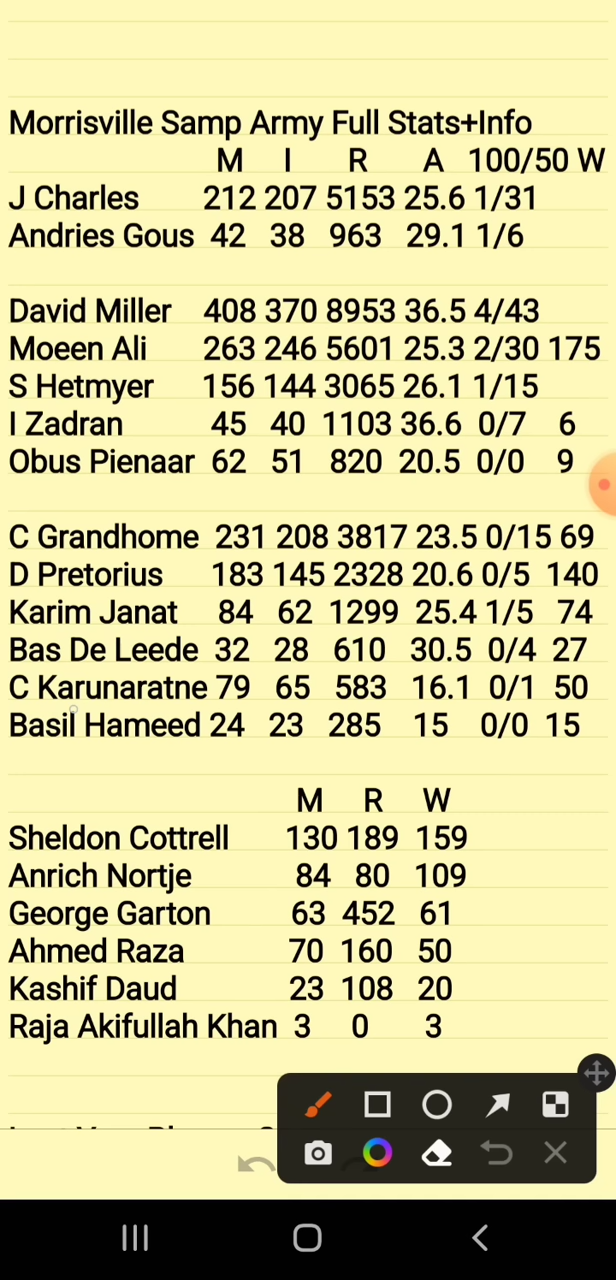 Morrisville Samp Army Full Stats+Info
M I R A 100/50 W
J Charles 212 207 5153 25.6 1/31
Andries Gous 42 38 963 29.1 1/6
David Miller 408 370 8953 36.5 4/43
Moeen Ali 263 246 5601 25.3 2/30 175
S Hetmyer 156 144 3065 26.1 1/15
I Zadran 45 40 1103 36.6 0/7 6
Obus Pienaar 62 51 820 20.5 0/0 9
C Grandhome 231 208 3817 23.5 0/15 69
D Pretorius 183 145 2328 20.6 0/5 140
Karim Janat 84 62 1299 25.4 1/5 74
Bas De Leede 32 28 610 30.5 0/4 27
C Karunaratne 79 65 583 16.1 0/1 50
Basil Hameed 24 23 285 15 0/0 15
M R W
Sheldon Cottrell 130 189 159
Anrich Nortje 84 80 109
George Garton 63 452 61
Ahmed Raza 70 160 50
Kashif Daud 23 108 20
Raja Akifullah Khan 3 0 3